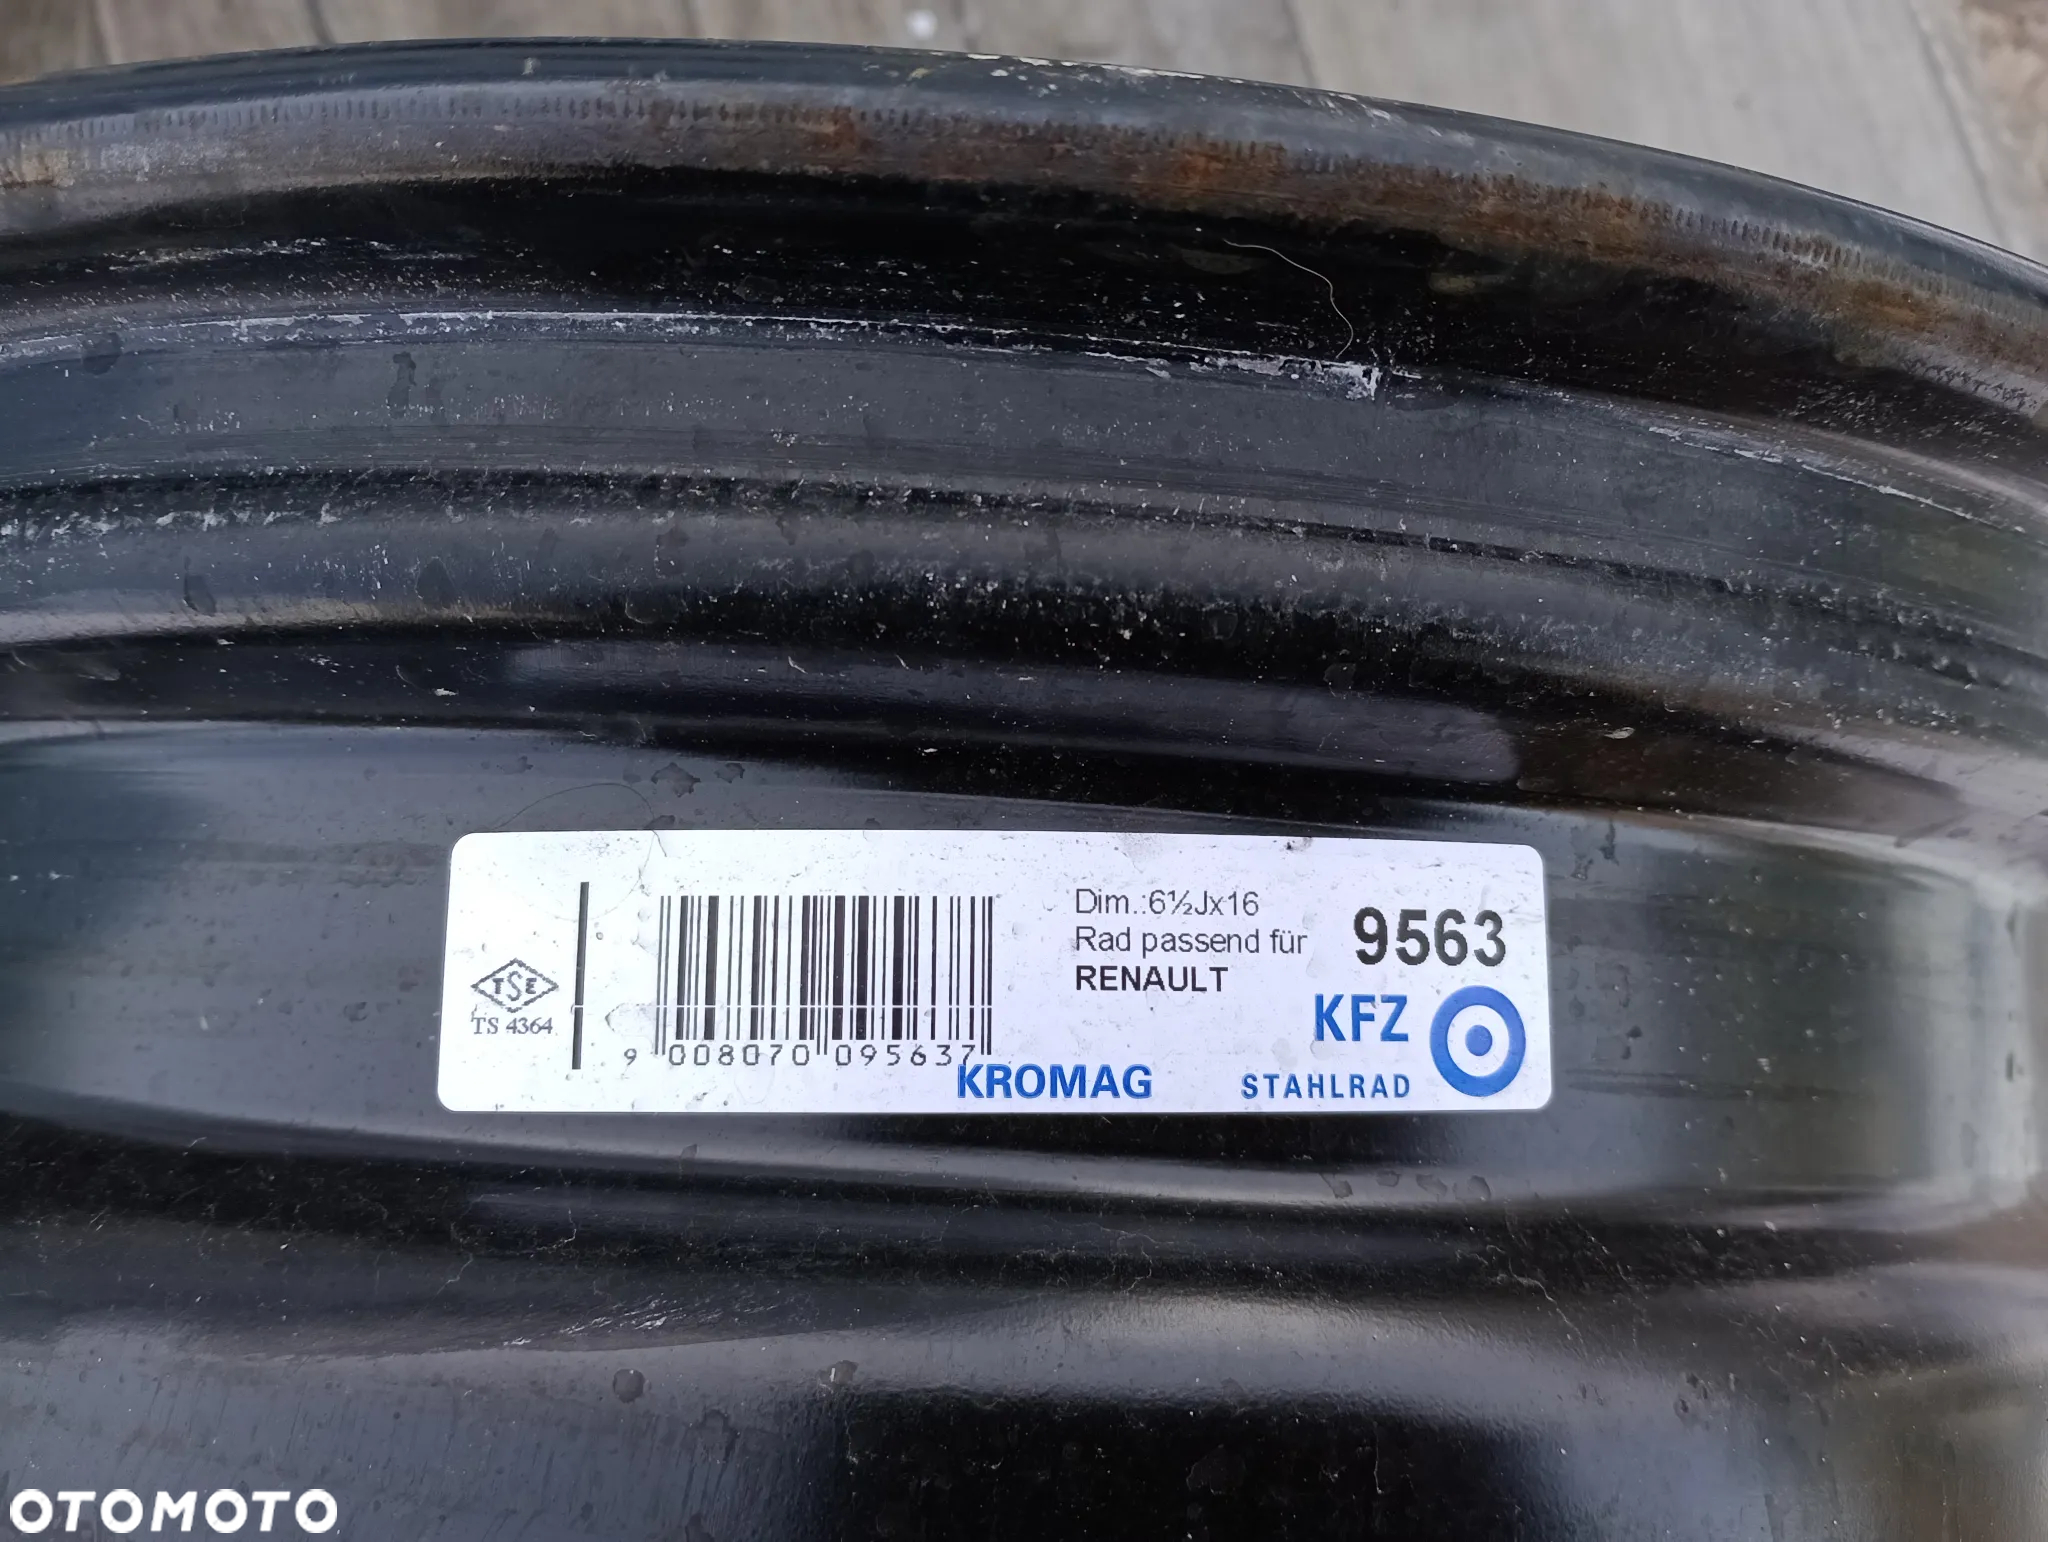 Dim.:6½Jx16
Rad passend für
RENAULT
9563
TSE
TS 4364
9 008070 095637
KROMAG
KFZ
STAHLRAD
OTOMOTO